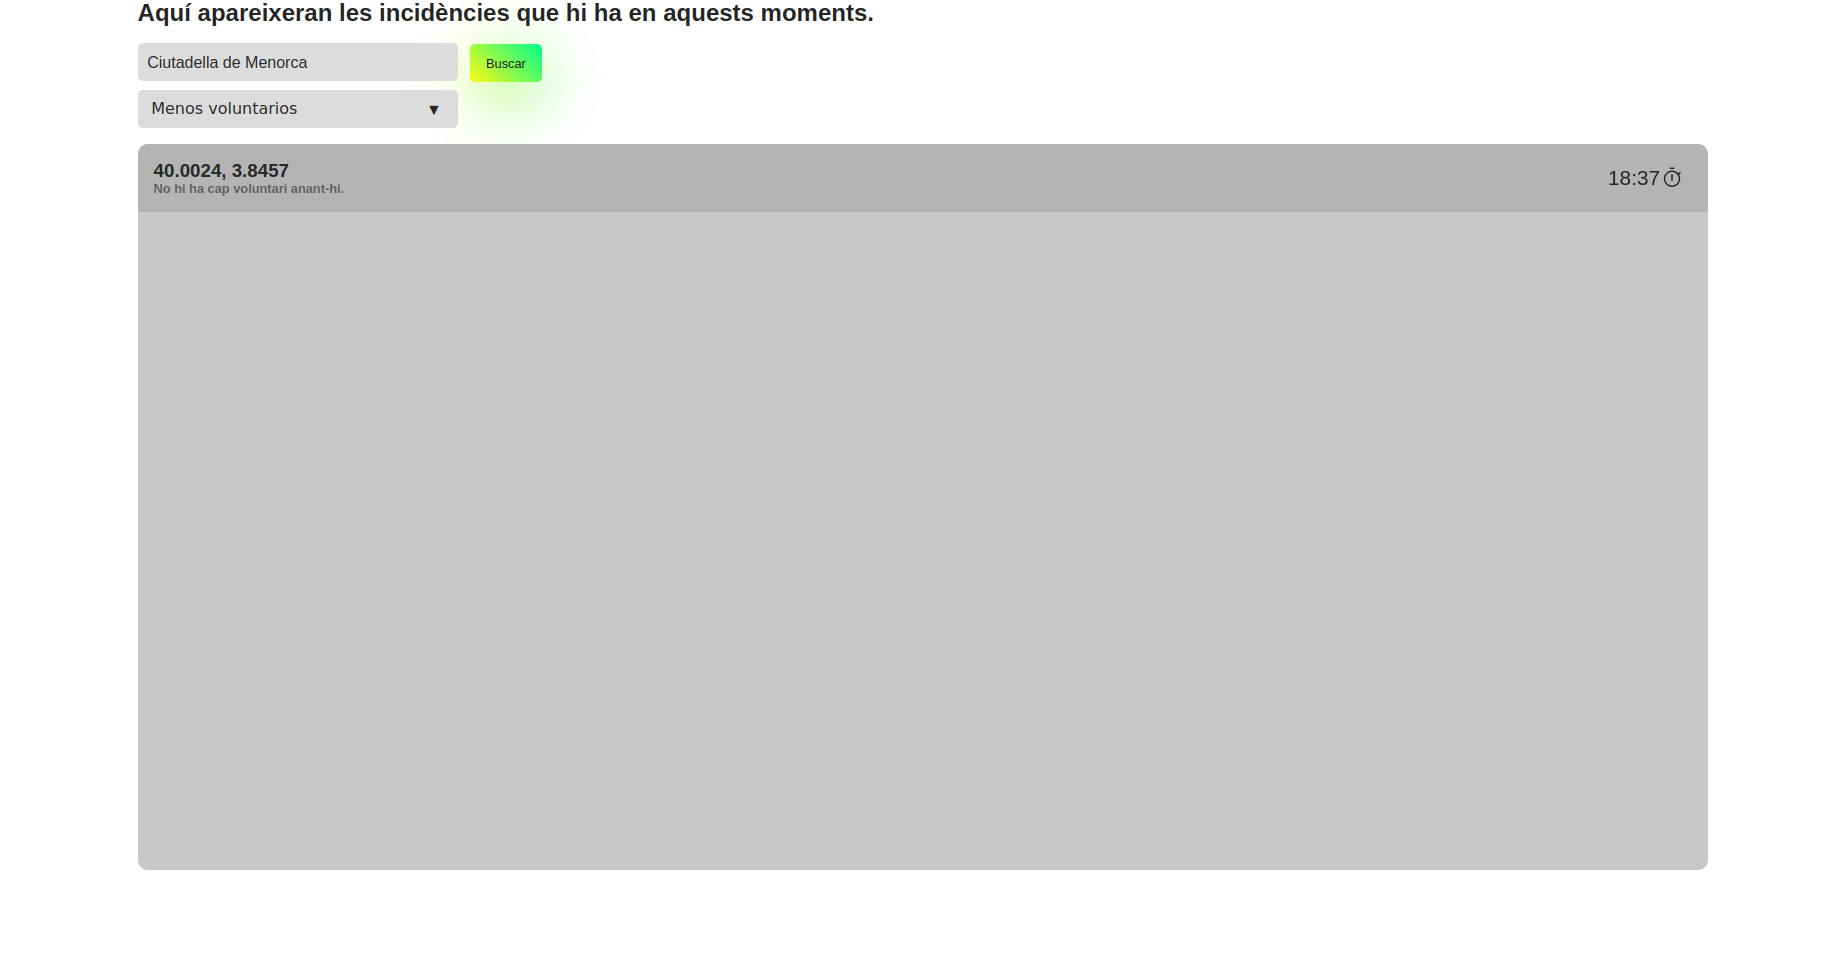 Aquí apareixeran les incidències que hi ha en aquests moments.
Ciutadella de Menorca
Buscar
Menos voluntarios ▼
40.0024, 3.8457
No hi ha cap voluntari anant-hi.
18:37